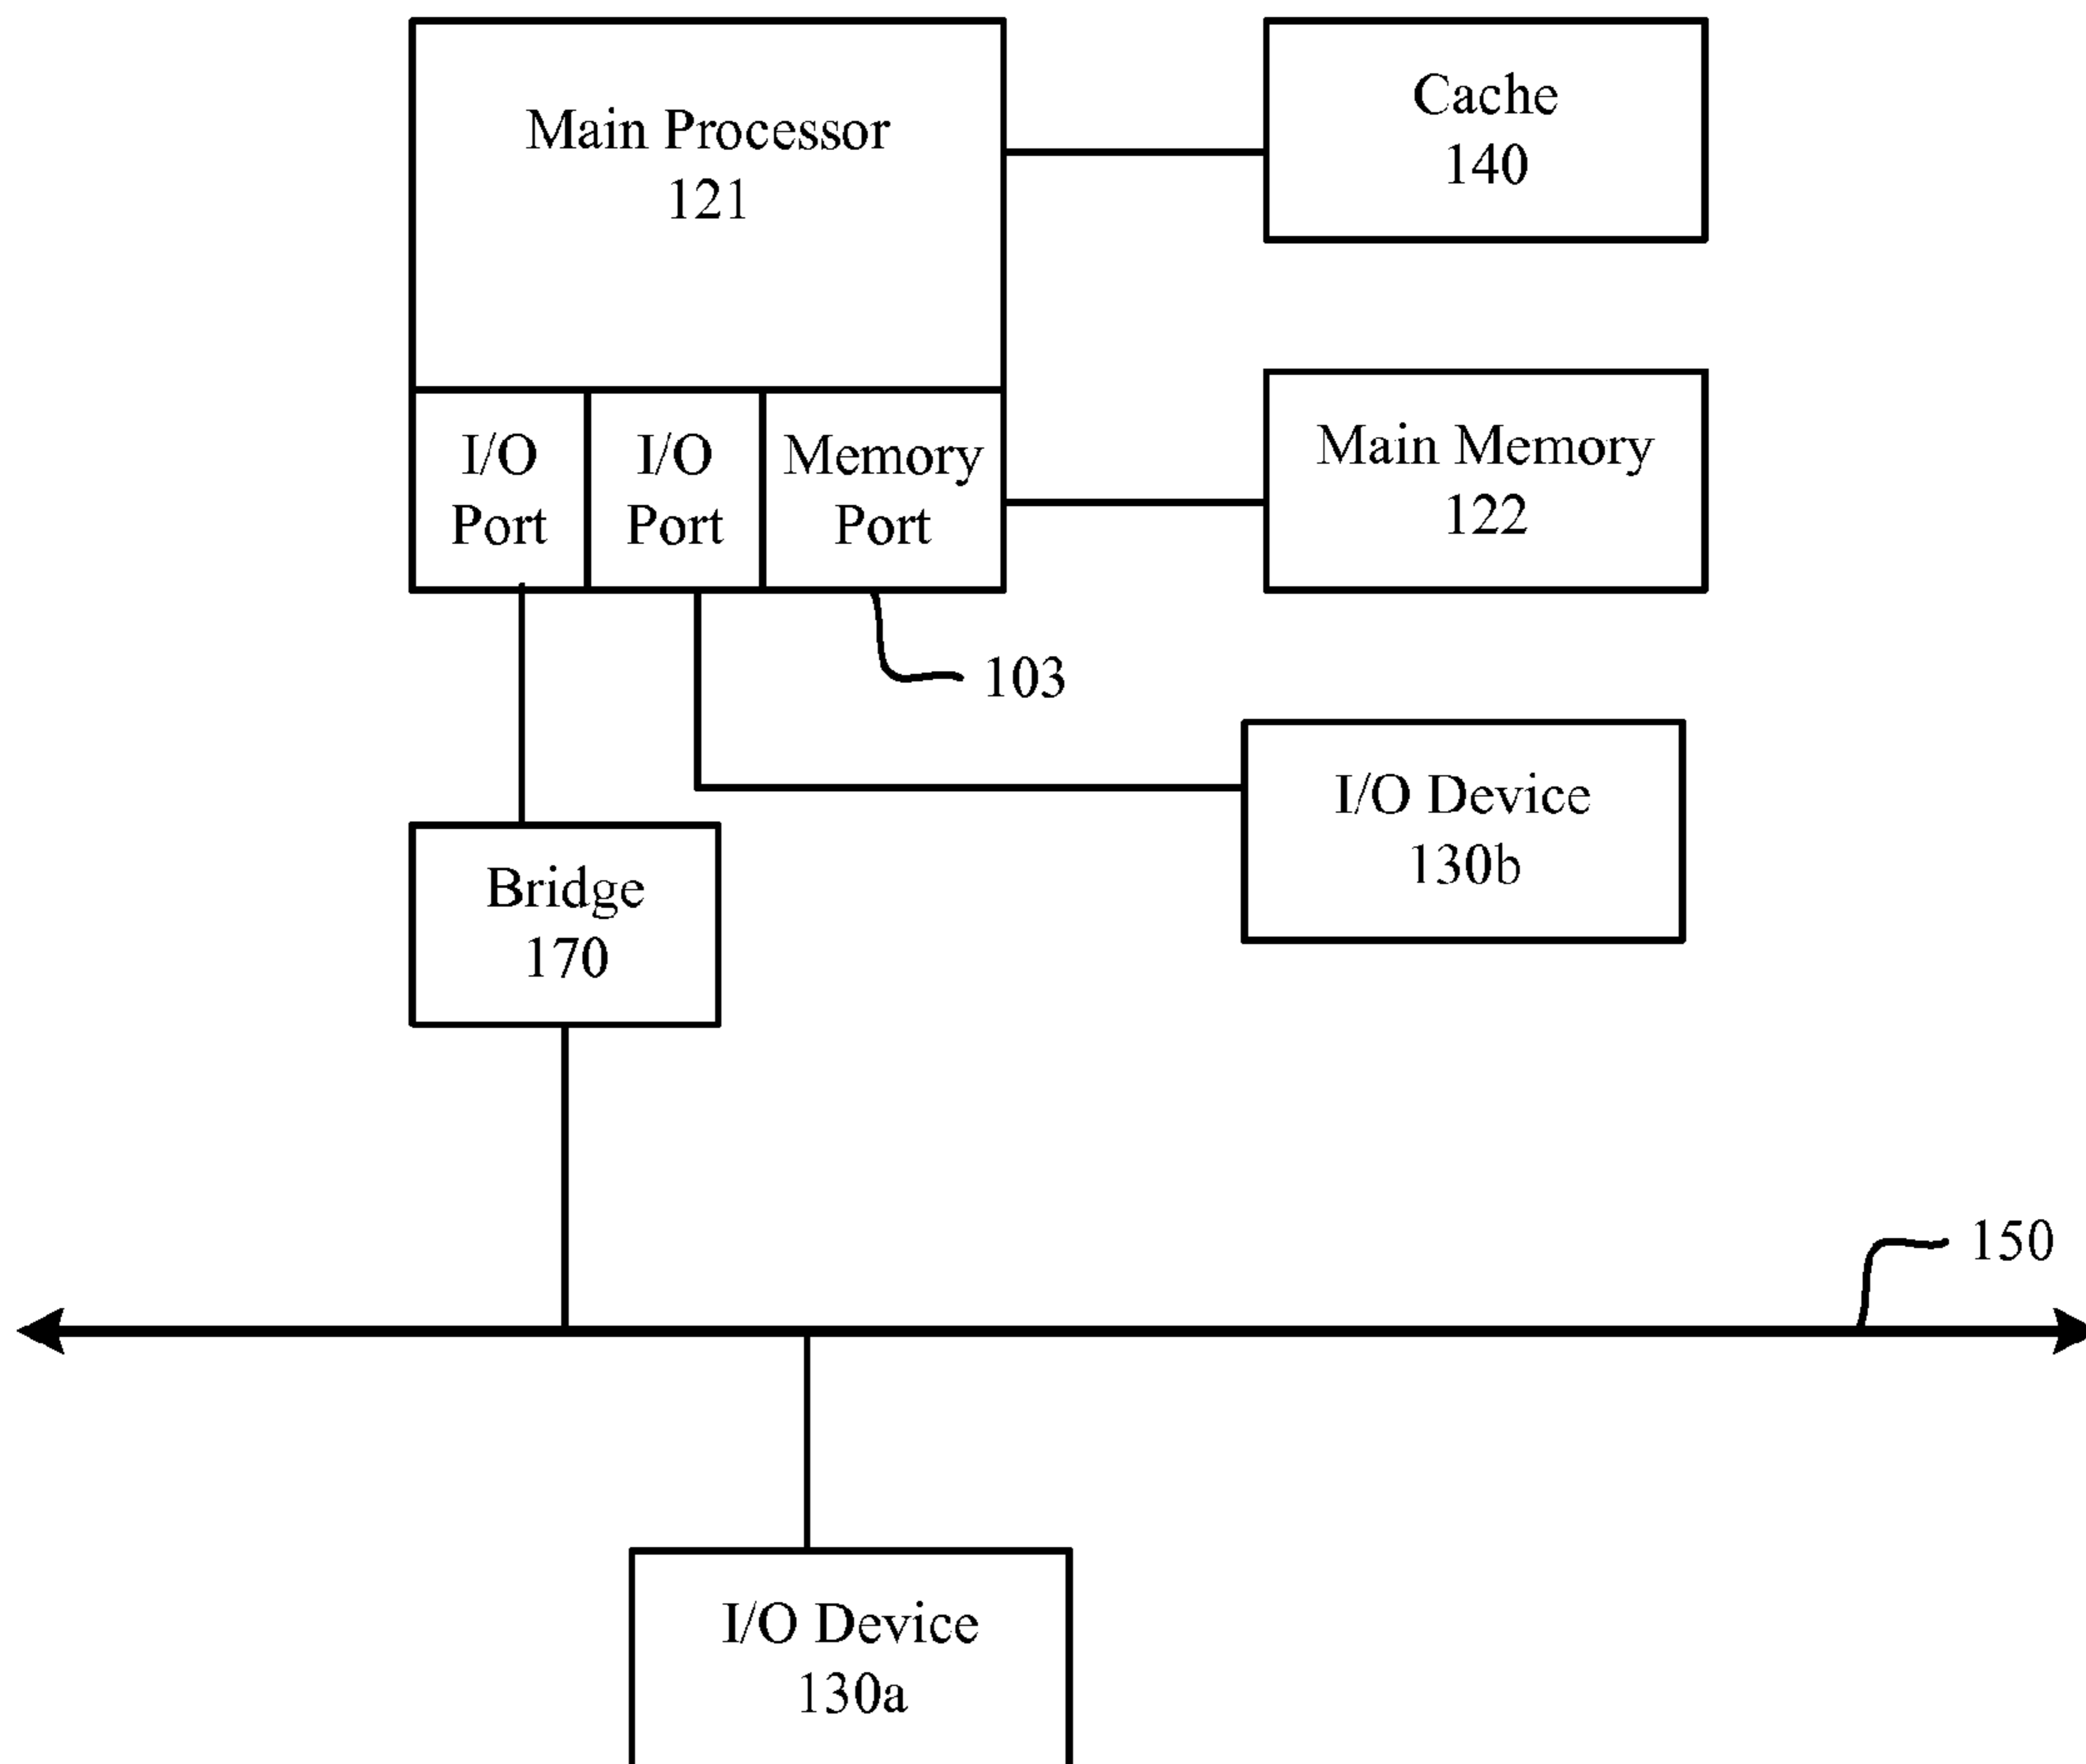 Main Processor
121
Cache
140
I/O
Port
I/O
Port
Memory
Port
Main Memory
122
103
I/O Device
130b
Bridge
170
150
I/O Device
130a